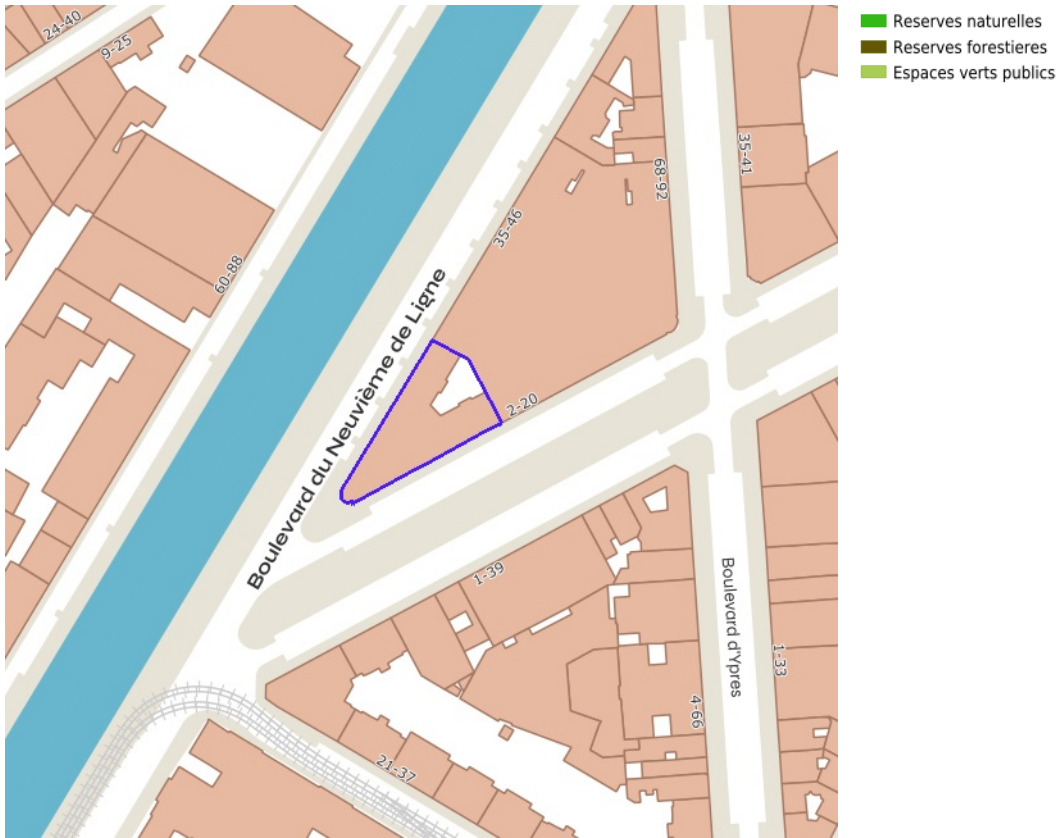 24-40
9-25
Reserves naturelles
Reserves forestieres
Espaces verts publics
35-41
68-92
35-46
60-88
Boulevard du Neuvième de Ligne
2-20
1-39
Boulevard d'Ypres
1-33
4-66
21-37